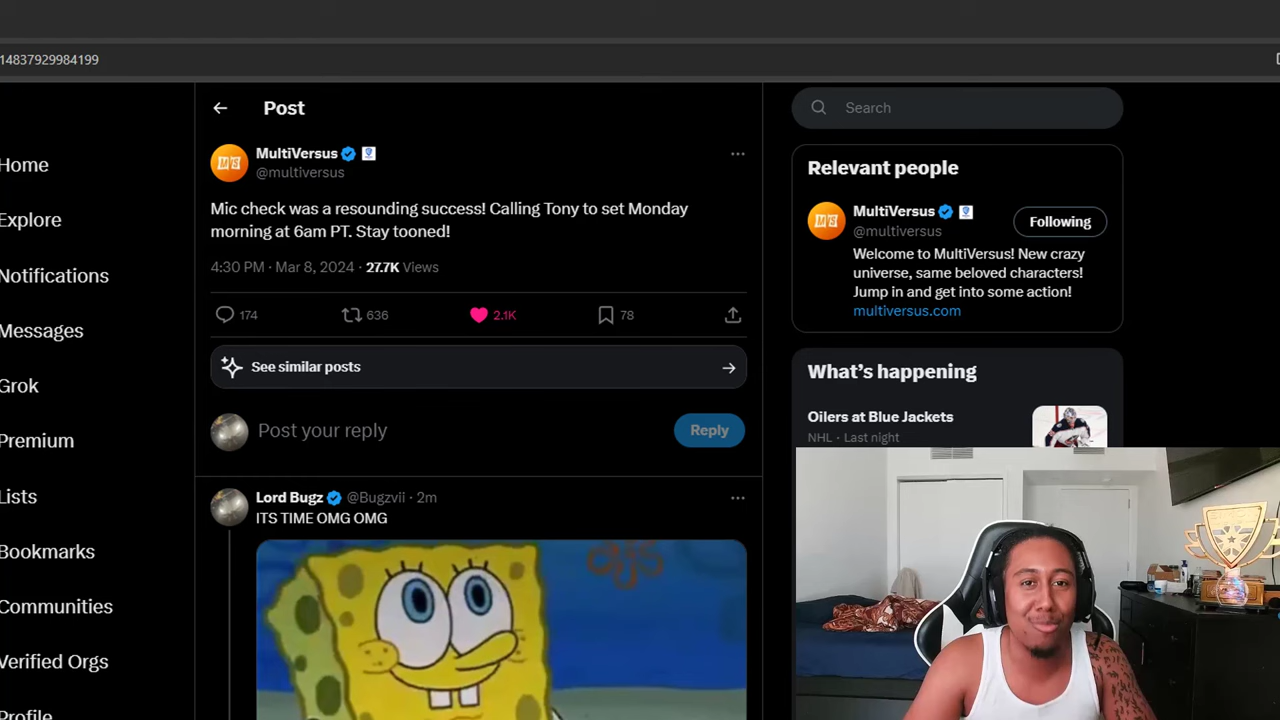 14837929984199
Home
Explore
Notifications
Messages
Grok
Premium
Lists
Bookmarks
Communities
Verified Orgs
Profile
Post
MultiVersus
@multiversus
Mic check was a resounding success! Calling Tony to set Monday
morning at 6am PT. Stay tooned!
4:30 PM · Mar 8, 2024 · 27.7K Views
174 636 2.1K 78
See similar posts
Post your reply
Reply
Lord Bugz @Bugzvii · 2m
ITS TIME OMG OMG
Search
Relevant people
MultiVersus
@multiversus
Following
Welcome to MultiVersus! New crazy
universe, same beloved characters!
Jump in and get into some action!
multiversus.com
What's happening
Oilers at Blue Jackets
NHL · Last night